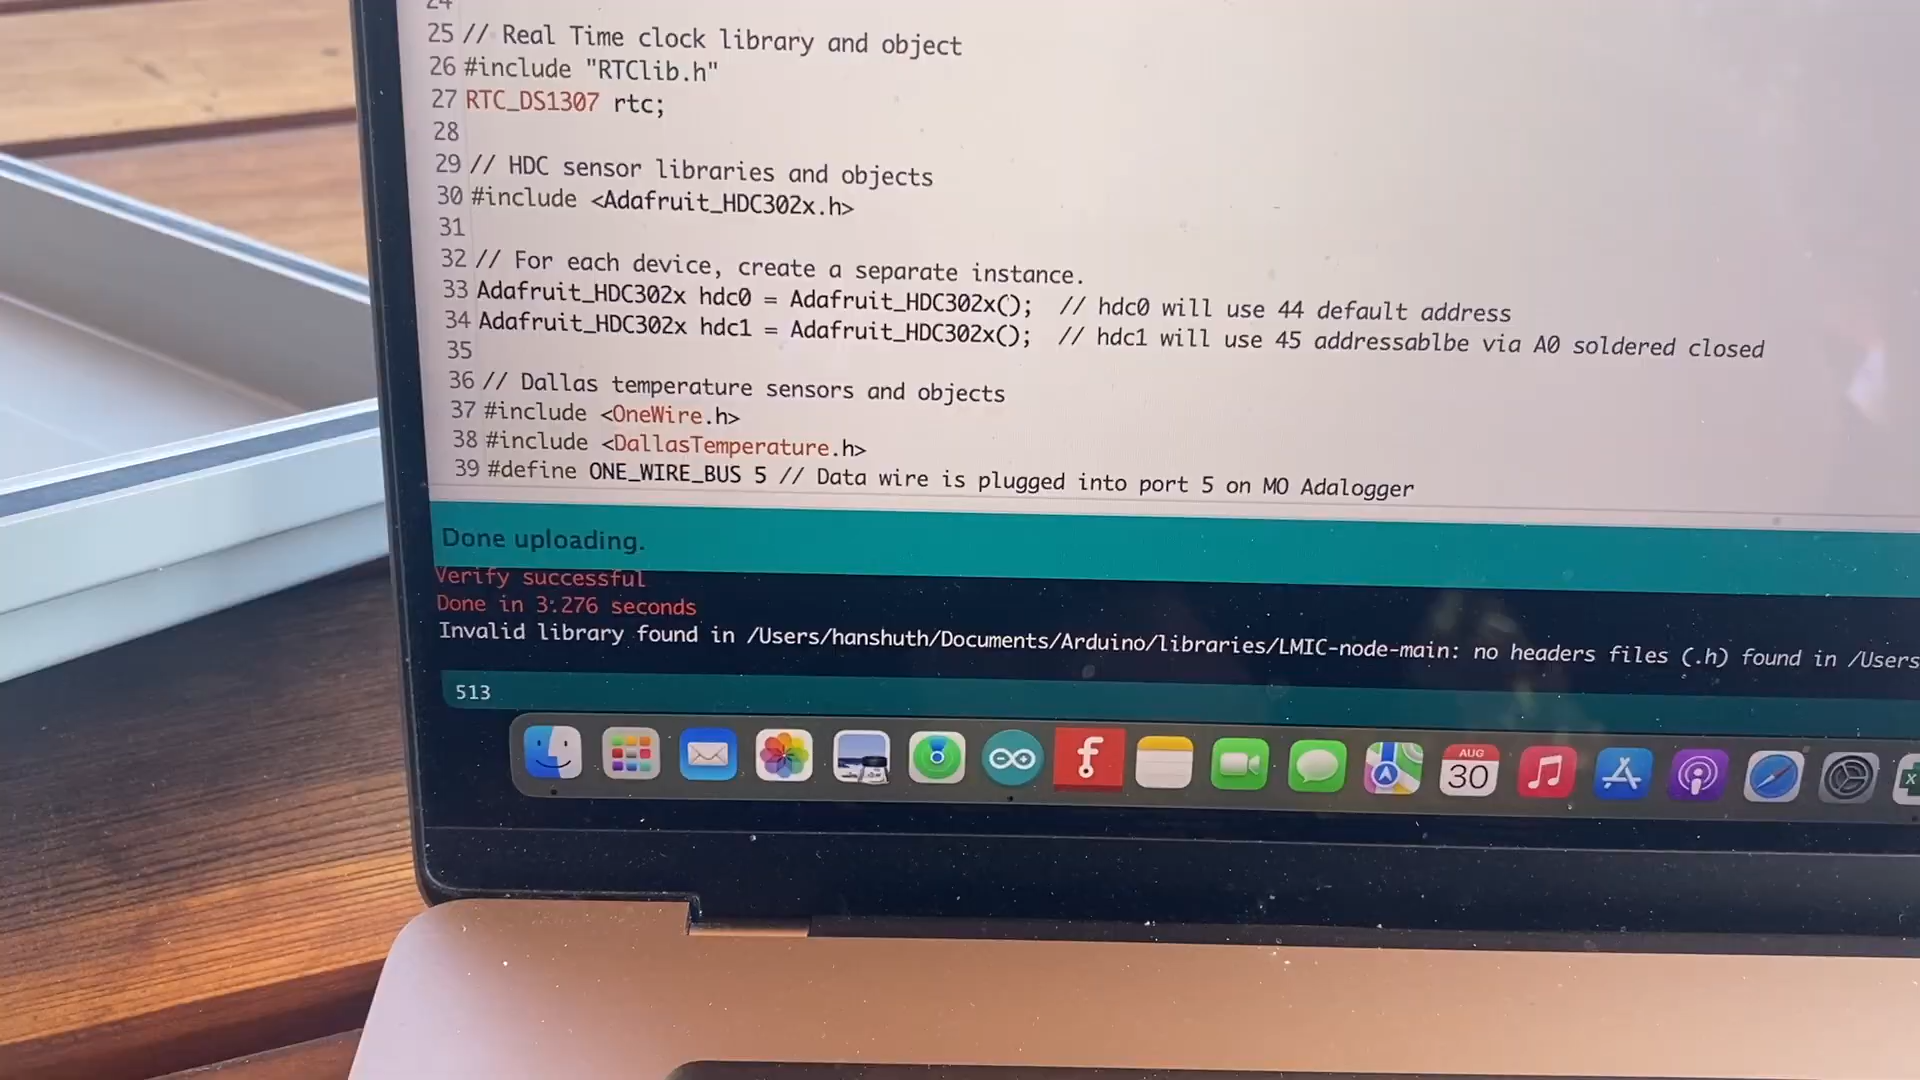 24
25 // Real Time clock library and object
26 #include "RTClib.h"
27 RTC_DS1307 rtc;
28
29 // HDC sensor libraries and objects
30 #include <Adafruit_HDC302x.h>
31
32 // For each device, create a separate instance.
33 Adafruit_HDC302x hdc0 = Adafruit_HDC302x(); // hdc0 will use 44 default address
34 Adafruit_HDC302x hdc1 = Adafruit_HDC302x(); // hdc1 will use 45 addressablbe via A0 soldered closed
35
36 // Dallas temperature sensors and objects
37 #include <OneWire.h>
38 #include <DallasTemperature.h>
39 #define ONE_WIRE_BUS 5 // Data wire is plugged into port 5 on MO Adalogger
Done uploading.
Verify successful
Done in 3.276 seconds
Invalid library found in /Users/hanshuth/Documents/Arduino/libraries/LMIC-node-main: no headers files (.h) found in /Users
513
AUG
30